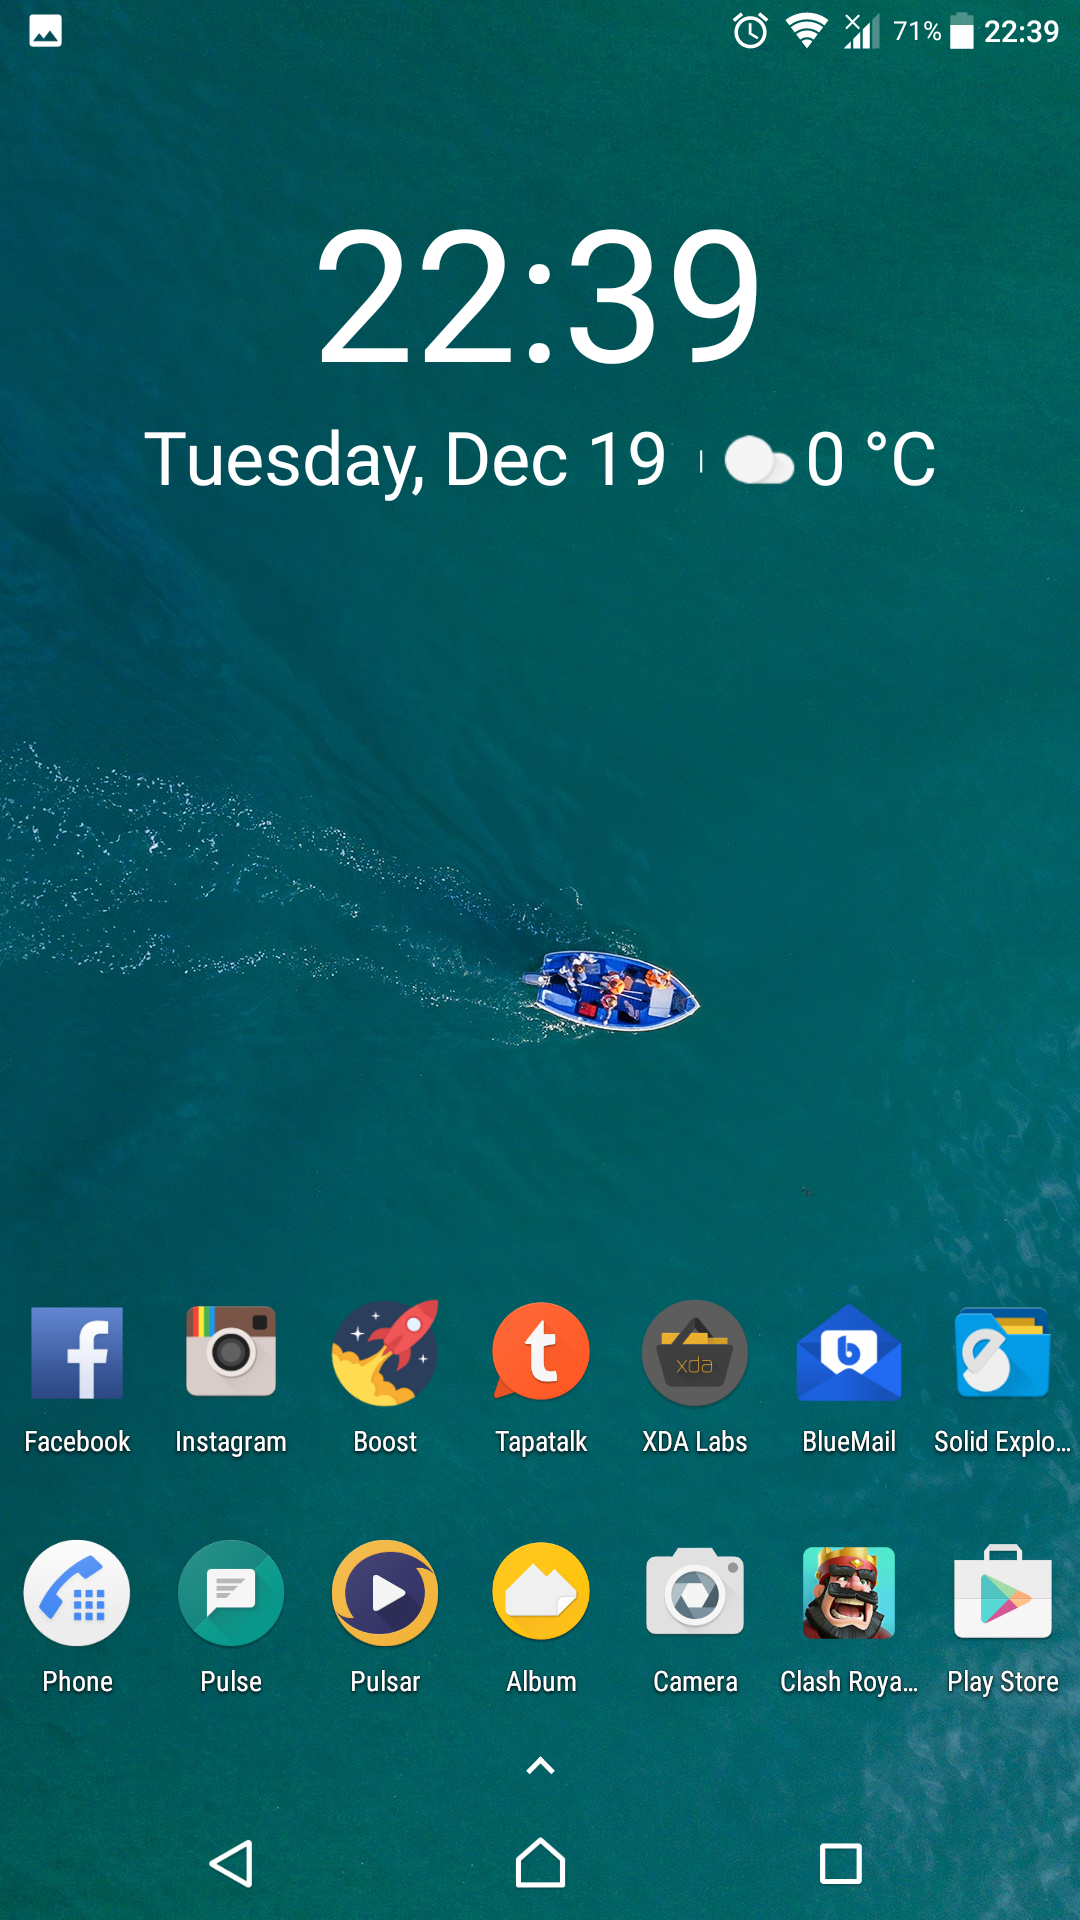 71% 22:39
22:39
Tuesday, Dec 19 | 0 °C
xda
Facebook Instagram Boost Tapatalk XDA Labs BlueMail Solid Explo...
Phone Pulse Pulsar Album Camera Clash Roya... Play Store